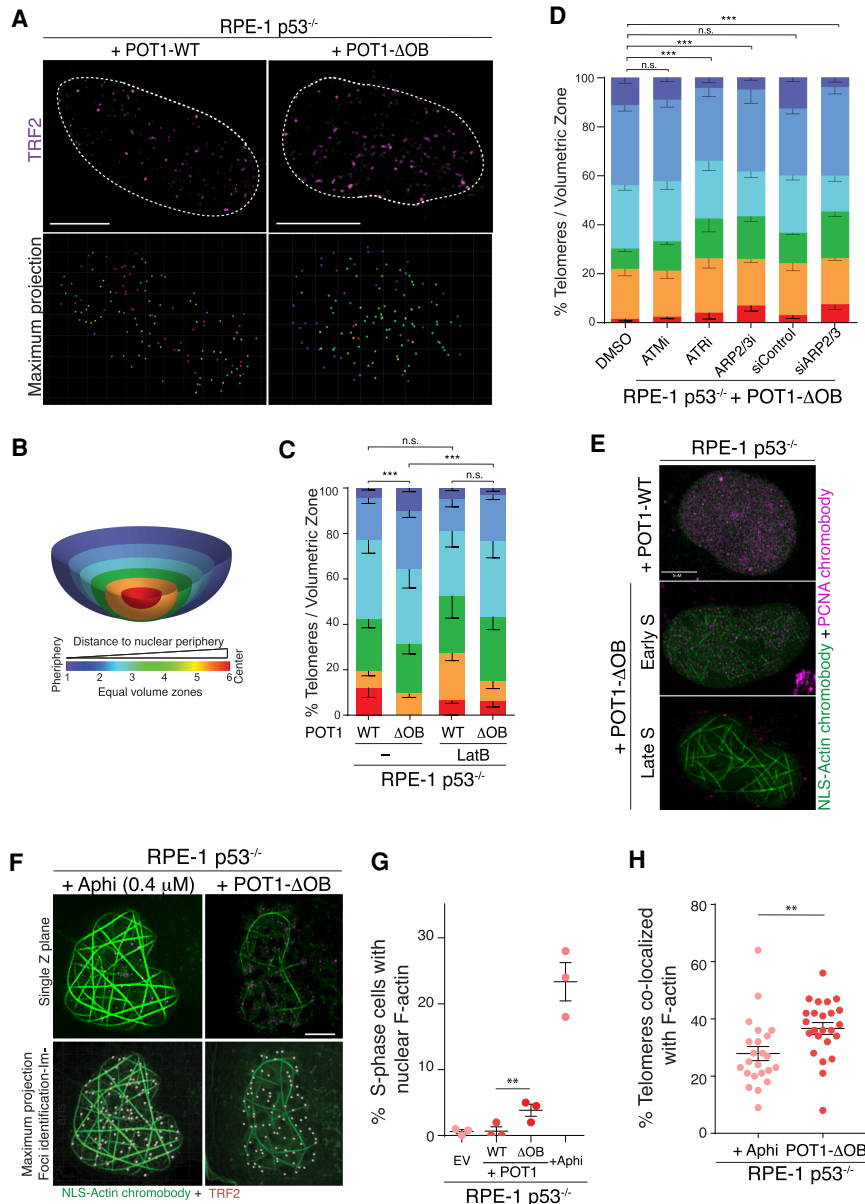 A
RPE-1 p53-/-
+ POT1-WT
+ POT1-ΔOB
TRF2
Maximum projection
B
Distance to nuclear periphery
Pheriphery
1 2 3 4 5 6
Center
Equal volume zones
C
n.s.
***
***
n.s.
% Telomeres / Volumetric Zone
100
80
60
40
20
0
POT1 WT ΔOB WT ΔOB
– LatB
RPE-1 p53-/-
D
***
n.s.
***
***
n.s.
% Telomeres / Volumetric Zone
100
80
60
40
20
0
DMSO
ATMi
ATRi
ARP2/3i
siControl
siARP2/3
RPE-1 p53-/- + POT1-ΔOB
E
RPE-1 p53-/-
+ POT1-WT
+ POT1-ΔOB
Early S
Late S
NLS-Actin chromobody + PCNA chromobody
F
RPE-1 p53-/-
+ Aphi (0.4 μM)
+ POT1-ΔOB
Single Z plane
Maximum projection
Foci identification-Im-
aris
NLS-Actin chromobody + TRF2
G
% S-phase cells with
nuclear F-actin
30
20
10
0
**
EV WT ΔOB +Aphi
+ POT1
RPE-1 p53-/-
H
% Telomeres co-localized
with F-actin
80
60
40
20
0
**
+ Aphi POT1-ΔOB
RPE-1 p53-/-